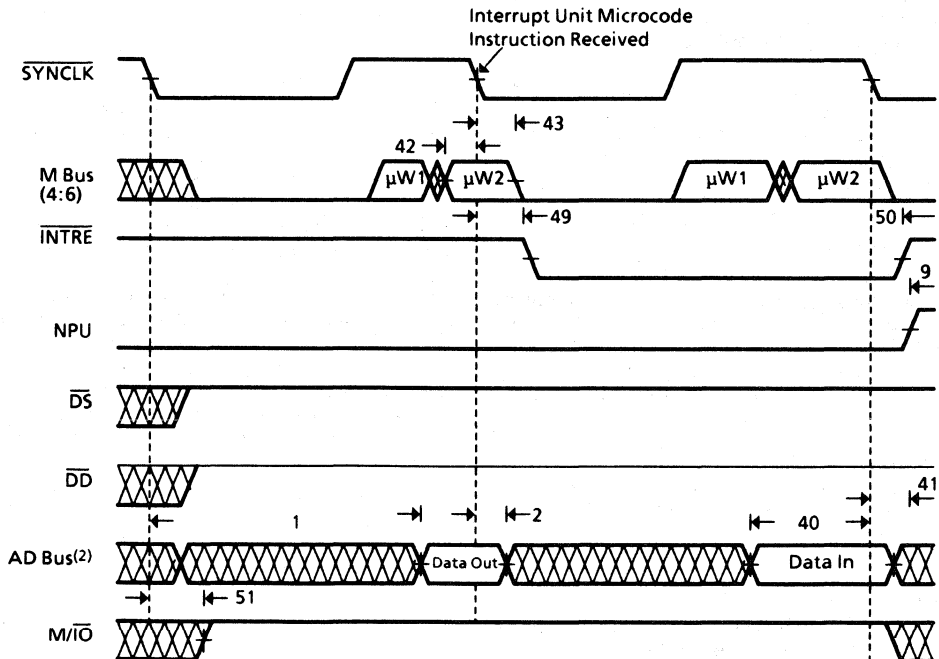 Interrupt Unit Microcode
Instruction Received
SYNCLK
43
42
M Bus
(4:6)
μW1
μW2
μW1
μW2
49
50
INTRE
9
NPU
DS
DD
41
1
2
40
AD Bus(2)
Data Out
Data In
51
M/IO